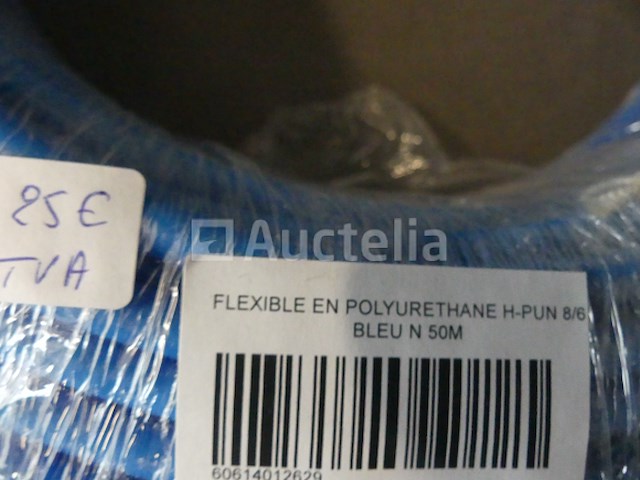 25€
TVA
Auctelia
FLEXIBLE EN POLYURETHANE H-PUN 8/6
BLEU N 50M
60614012629